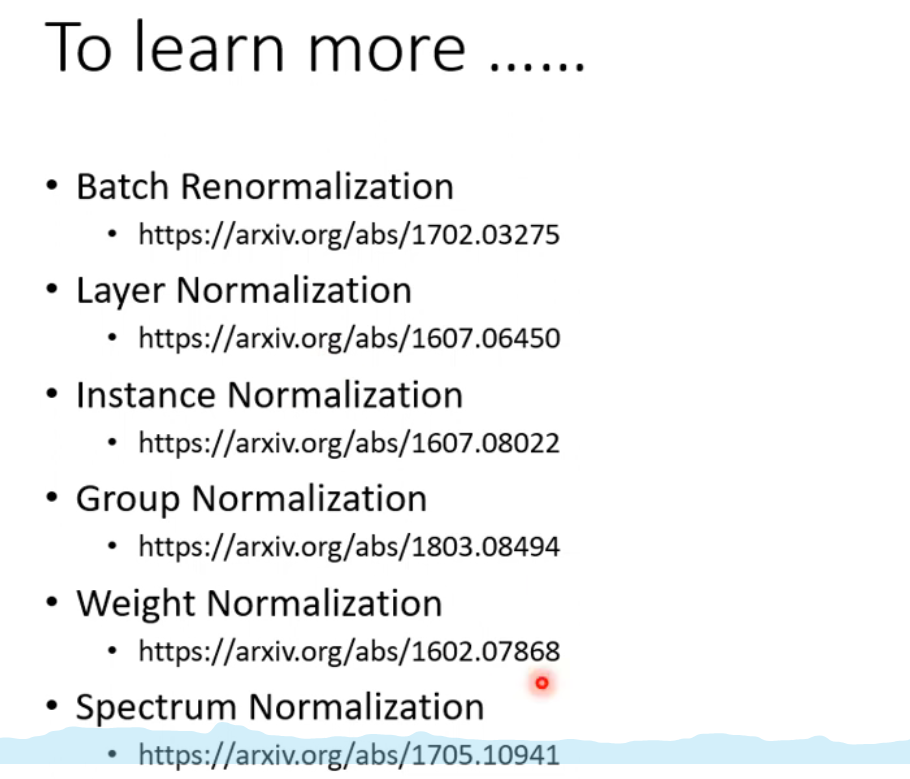 To learn more ……
• Batch Renormalization
• https://arxiv.org/abs/1702.03275
• Layer Normalization
• https://arxiv.org/abs/1607.06450
• Instance Normalization
• https://arxiv.org/abs/1607.08022
• Group Normalization
• https://arxiv.org/abs/1803.08494
• Weight Normalization
• https://arxiv.org/abs/1602.07868
• Spectrum Normalization
• https://arxiv.org/abs/1705.10941